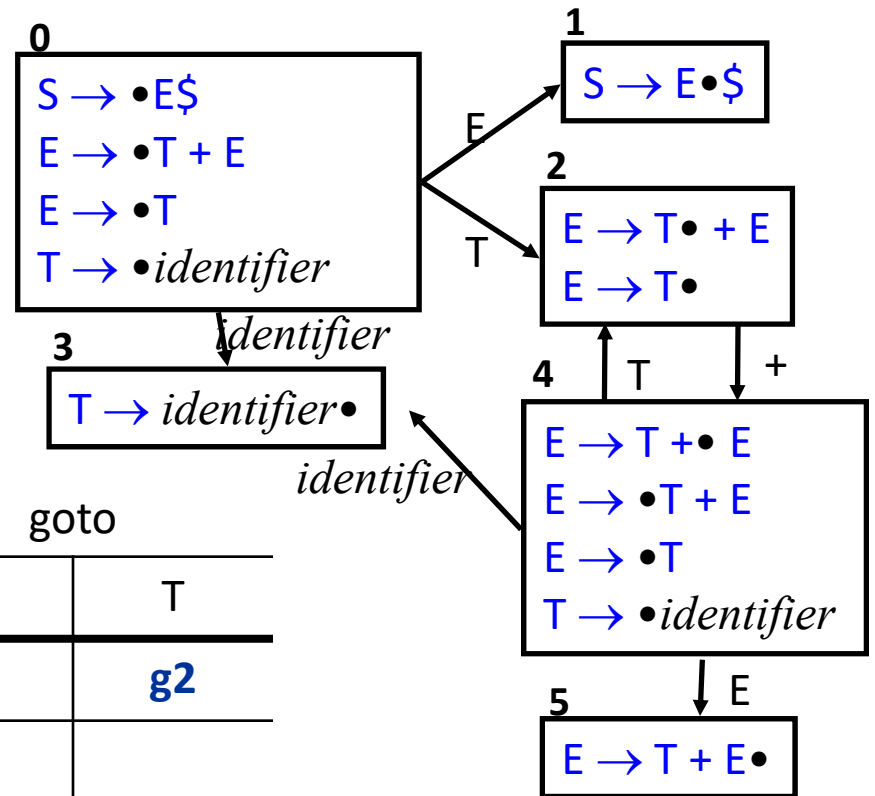 0
S → •E$
E → •T + E
E → •T
T → •identifier
E
T
identifier
1
S → E•$
2
E → T• + E
E → T•
3
T → identifier•
T
+
identifier
4
E → T +• E
E → •T + E
E → •T
T → •identifier
E
5
E → T + E•
goto
T
g2